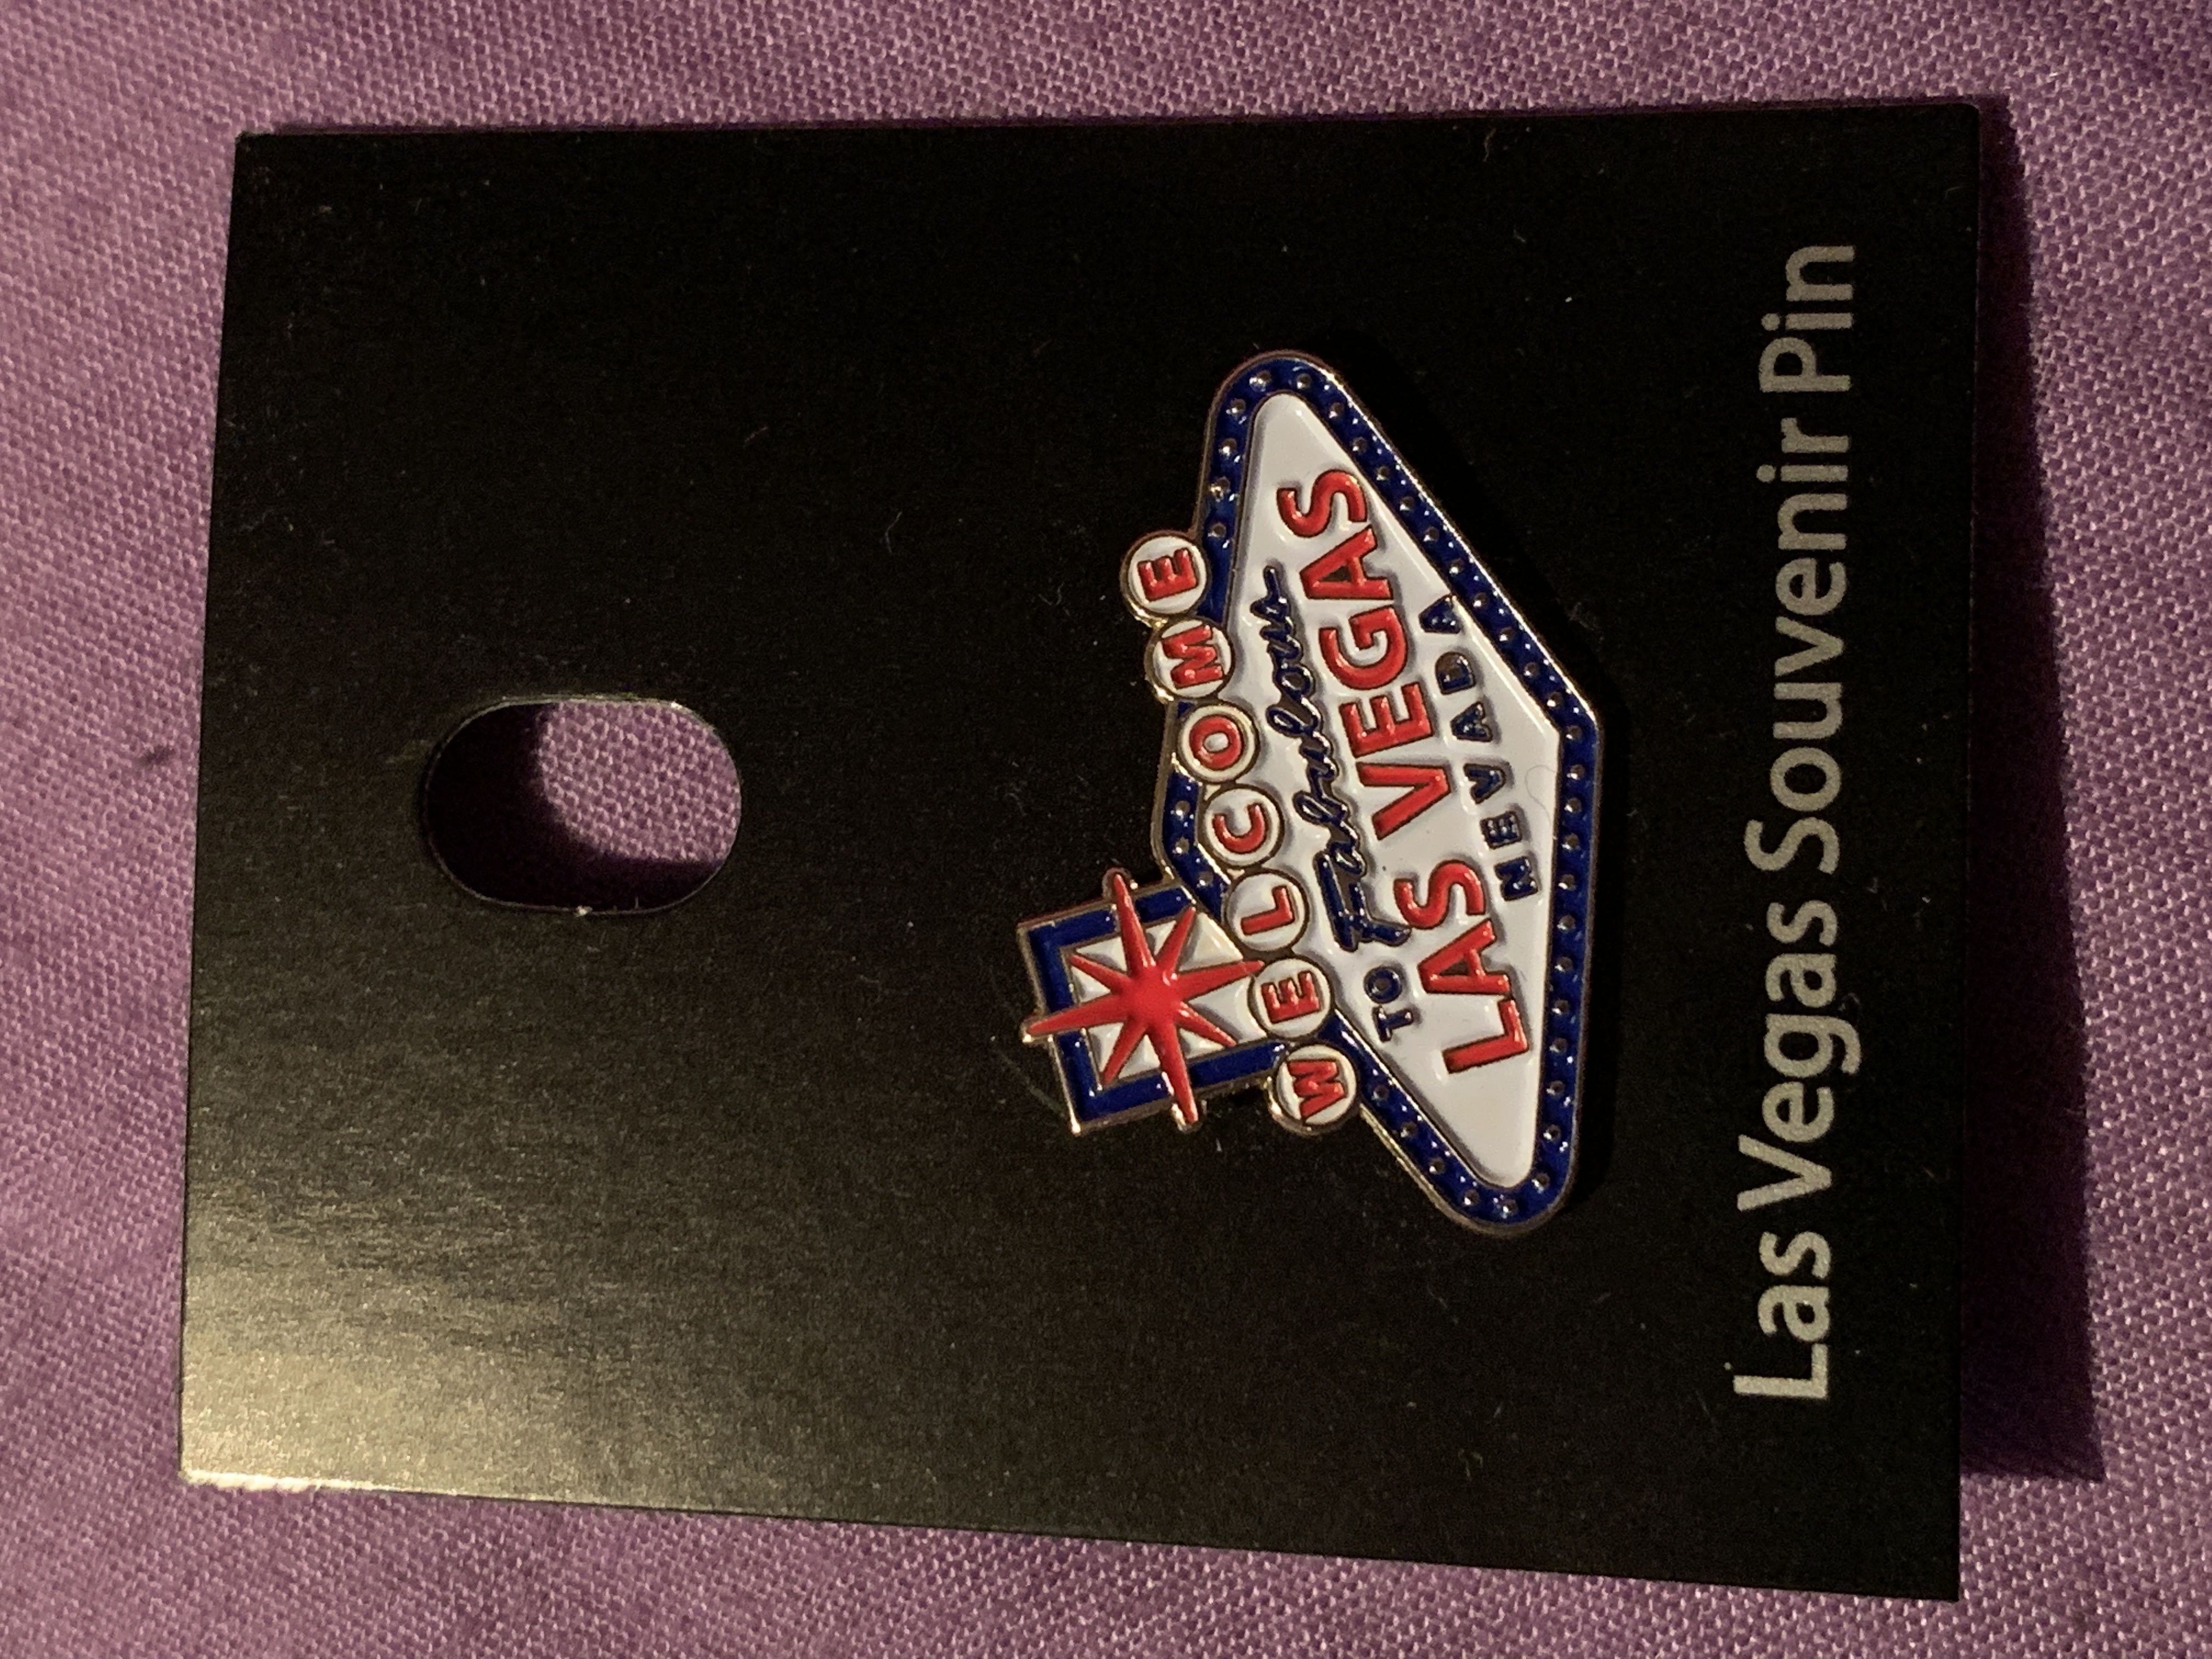 WELCOME
TO Fabulous
LAS VEGAS
NEVADA
Las Vegas Souvenir Pin